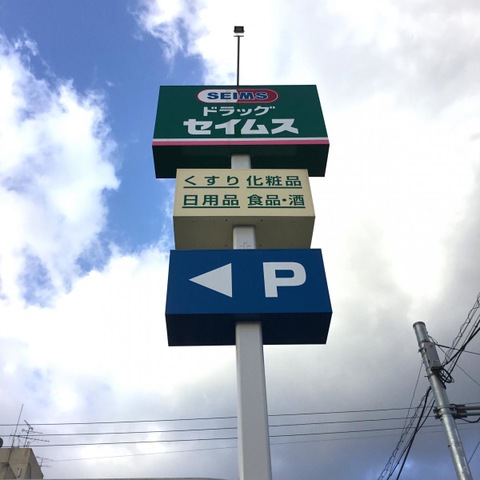 SEIMS
ドラッグ
セイムス
くすり 化粧品
日用品 食品・酒
P